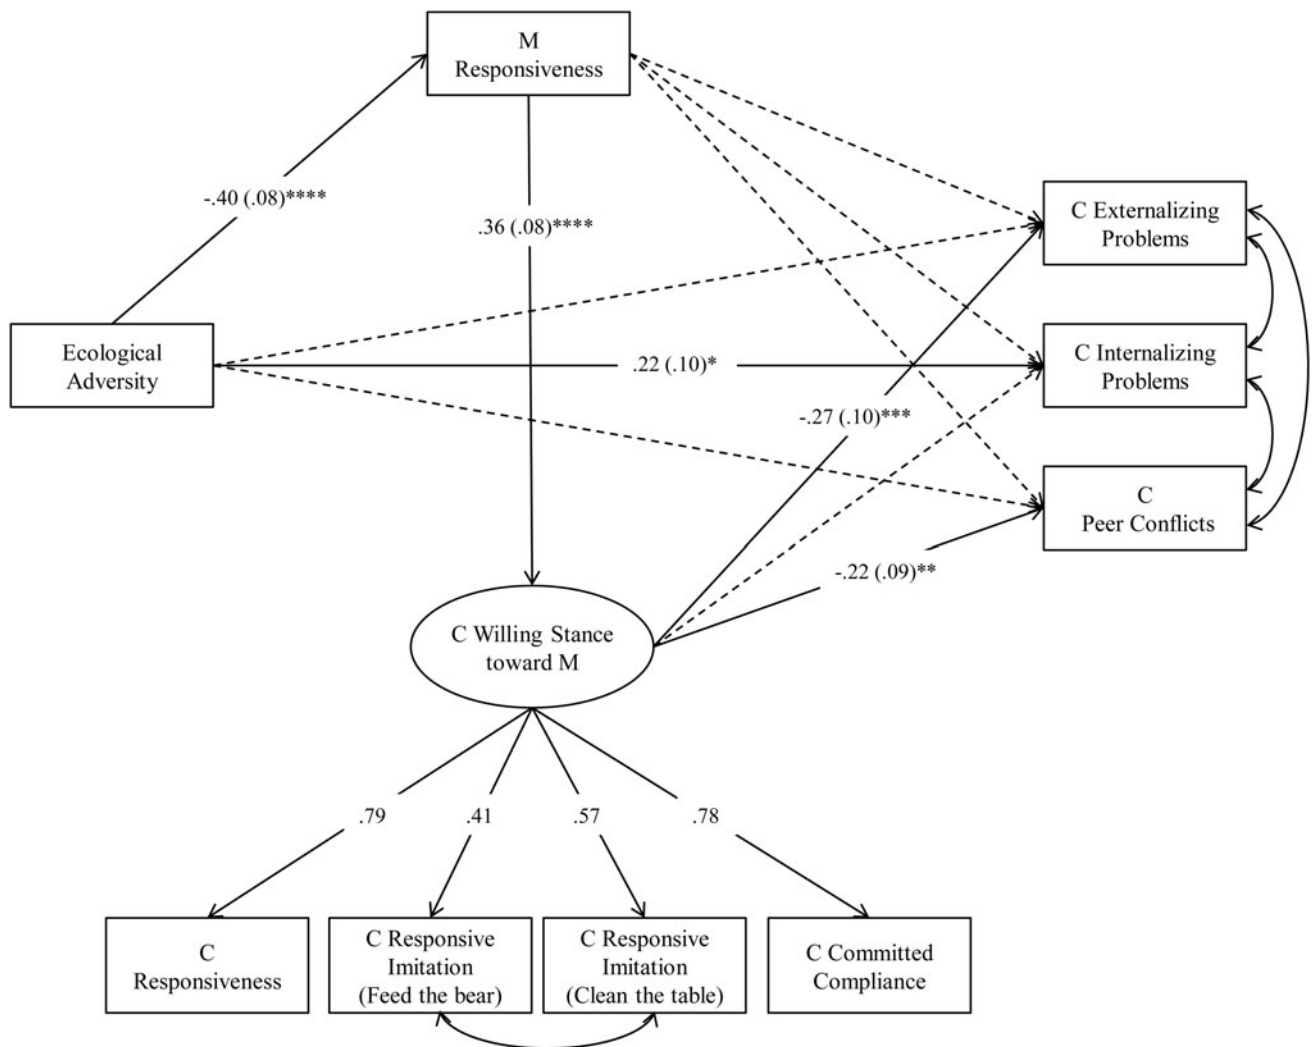 M
Responsiveness
-.40 (.08)****
.36 (.08)****
C Externalizing
Problems
Ecological
Adversity
.22 (.10)*
C Internalizing
Problems
-.27 (.10)***
C
Peer Conflicts
-.22 (.09)**
C Willing Stance
toward M
.79
.41
.57
.78
C
Responsiveness
C Responsive
Imitation
(Feed the bear)
C Responsive
Imitation
(Clean the table)
C Committed
Compliance